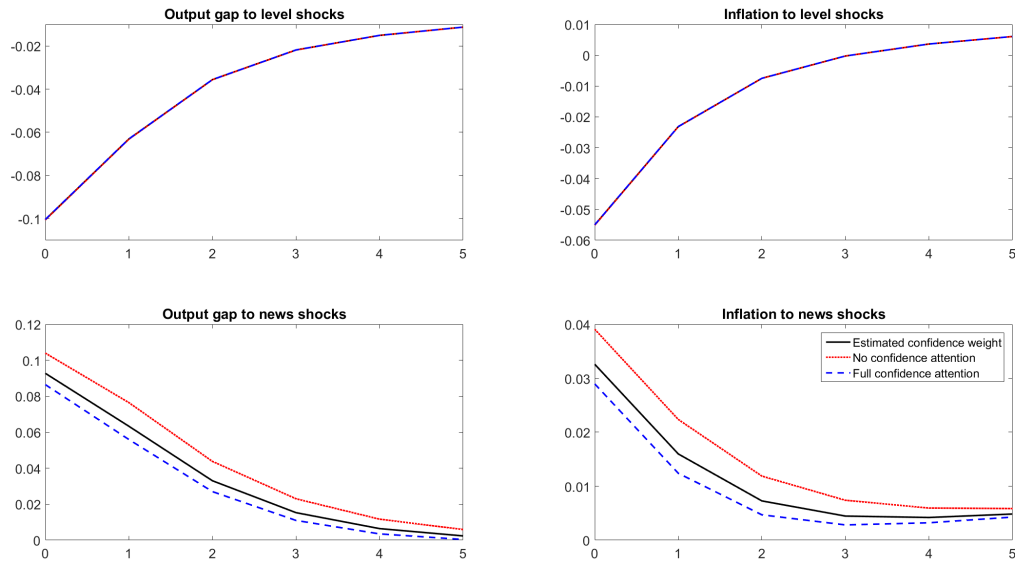 Output gap to level shocks
-0.02
-0.04
-0.06
-0.08
-0.1
0 1 2 3 4 5
Inflation to level shocks
0.01
0
-0.01
-0.02
-0.03
-0.04
-0.05
-0.06
0 1 2 3 4 5
Output gap to news shocks
0.12
0.1
0.08
0.06
0.04
0.02
0
0 1 2 3 4 5
Inflation to news shocks
0.04
0.03
0.02
0.01
0
0 1 2 3 4 5
Estimated confidence weight
No confidence attention
Full confidence attention